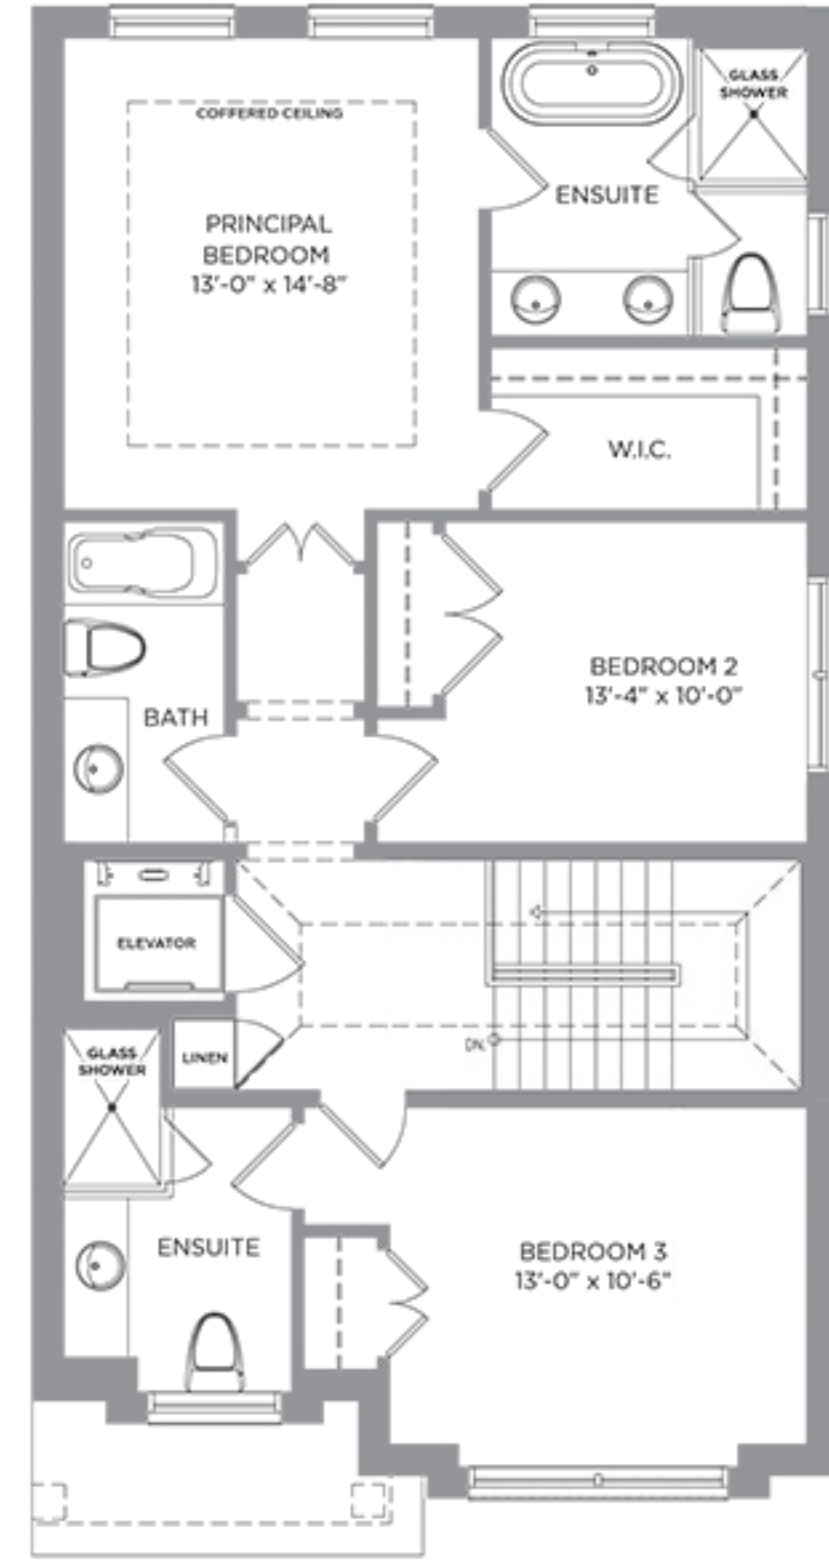 COFFERED CEILING
PRINCIPAL
BEDROOM
13'-0" x 14'-8"
GLASS
SHOWER
ENSUITE
W.I.C.
BEDROOM 2
13'-4" x 10'-0"
BATH
ELEVATOR
DN.
LINEN
GLASS
SHOWER
ENSUITE
BEDROOM 3
13'-0" x 10'-6"